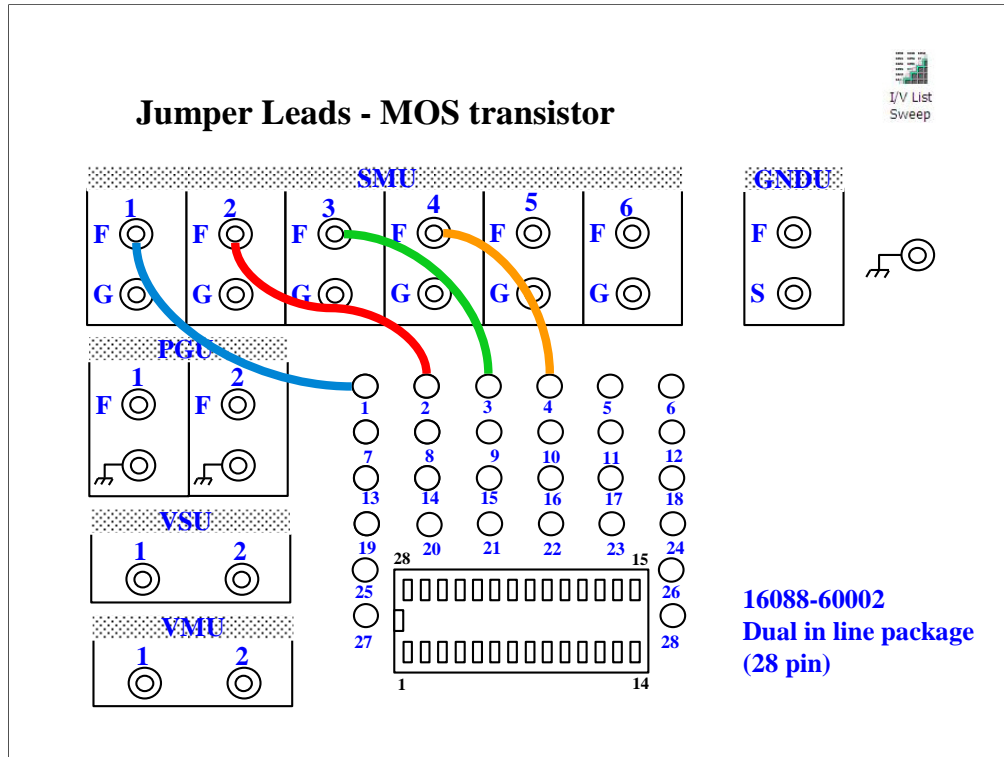 I/V List
Sweep
Jumper Leads - MOS transistor
SMU
GNDU
1 2 3 4 5 6
F F F F F F F
G G G G G G S
PGU
1 2
F F
1 2 3 4 5 6
7 8 9 10 11 12
13 14 15 16 17 18
VSU
1 2
19 20 21 22 23 24
28 15
25 26
27 28
VMU
1 2
1 14
16088-60002
Dual in line package
(28 pin)